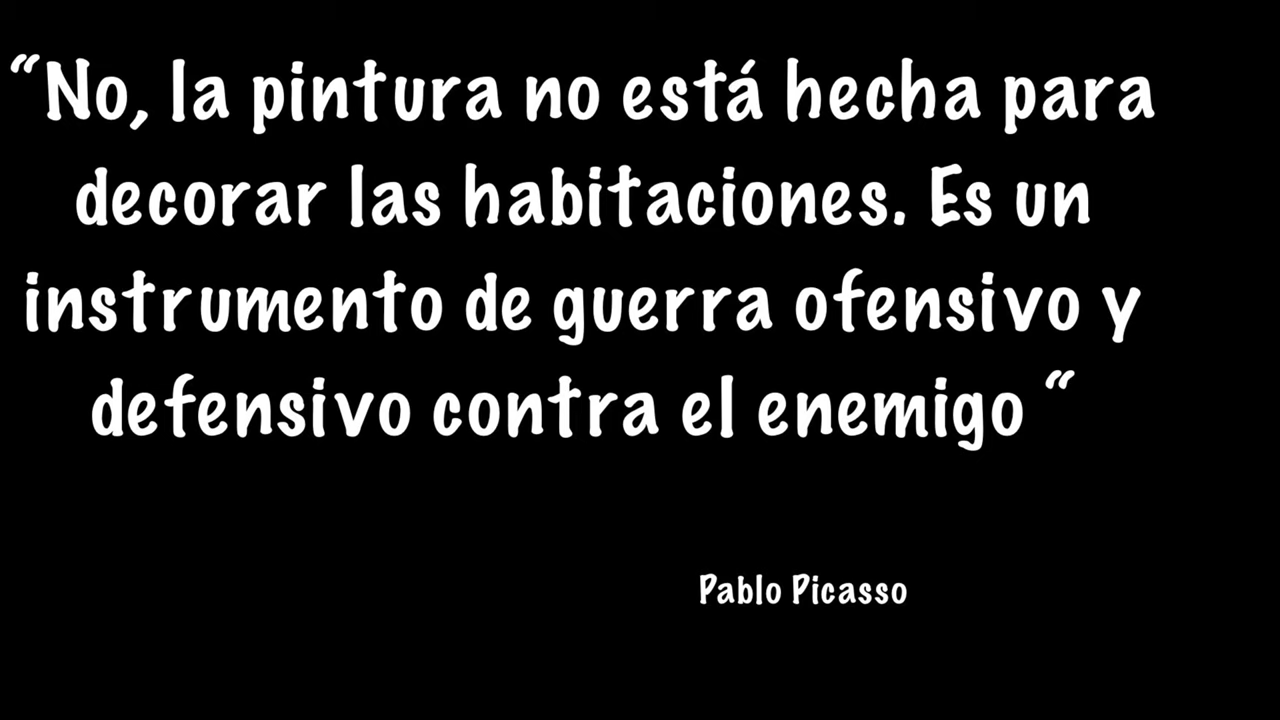 “No, la pintura no está hecha para
decorar las habitaciones. Es un
instrumento de guerra ofensivo y
defensivo contra el enemigo “
Pablo Picasso